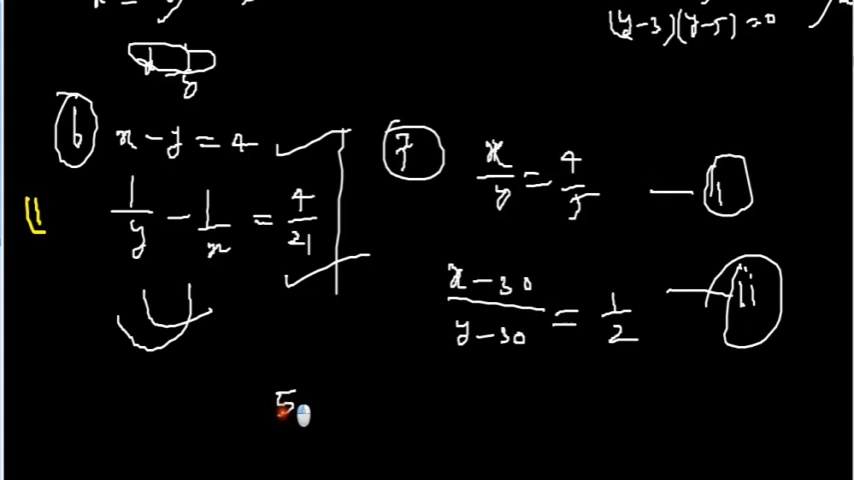 (y-3)(y-5)=0
6 x-y=4
1/y - 1/x = 4/21
7 x/y = 4/5 — i
x-30/y-30 = 1/2 — ii
5